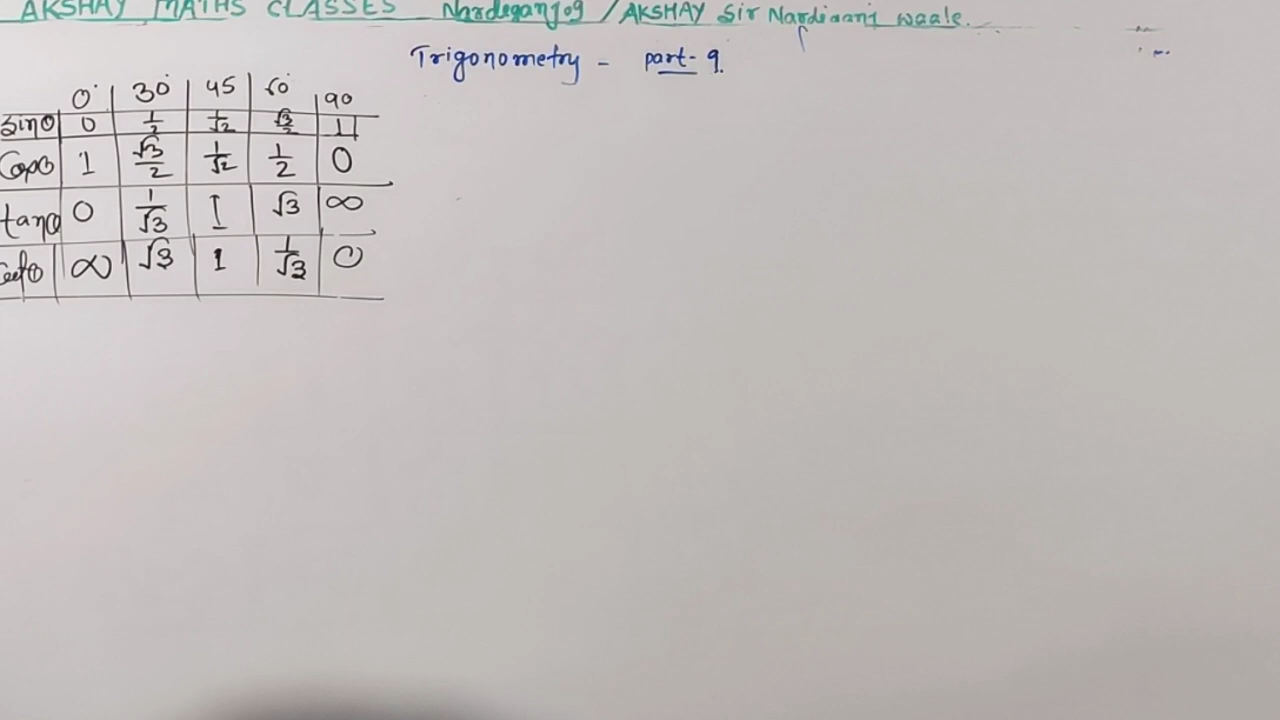 AKSHAY MATHS CLASSES Nardeganj 09 / AKSHAY Sir Nardiganj waale.
Trigonometry - part- 9.
0° 30° 45 60° 90
sinθ 0 1/2 1/√2 √3/2 1
Cosθ 1 √3/2 1/√2 1/2 0
tanθ 0 1/√3 1 √3 ∞
Cotθ ∞ √3 1 1/√3 0